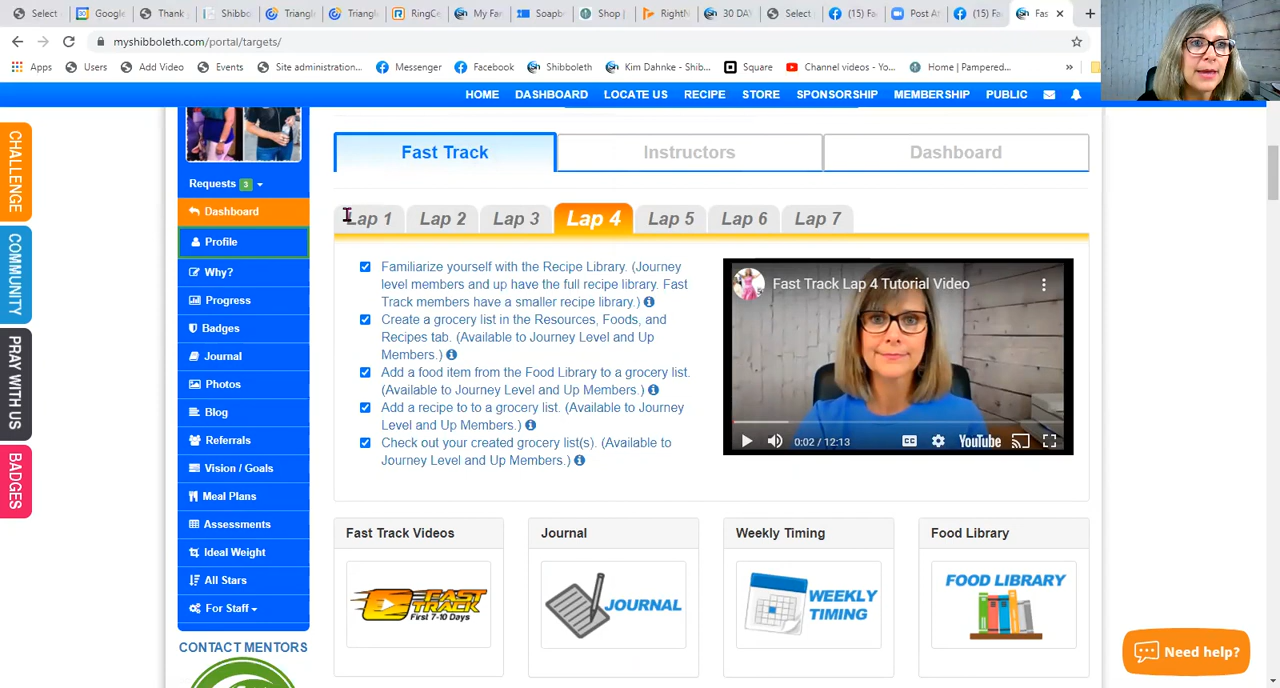 Select
Google
Thank
Shibbo
Triangle
Triangle
RingCe
My Fan
Soapb
Shop |
RightN
30 DAY
Select
(15) Fa
Post At
(15) Fa
Fas
myshibboleth.com/portal/targets/
Apps
Users
Add Video
Events
Site administration...
Messenger
Facebook
Shibboleth
Kim Dahnke - Shib...
Square
Channel videos - Yo...
Home | Pampered...
HOME
DASHBOARD
LOCATE US
RECIPE
STORE
SPONSORSHIP
MEMBERSHIP
PUBLIC
CHALLENGE
COMMUNITY
PRAY WITH US
BADGES
Requests 3
Dashboard
Profile
Why?
Progress
Badges
Journal
Photos
Blog
Referrals
Vision / Goals
Meal Plans
Assessments
Ideal Weight
All Stars
For Staff
CONTACT MENTORS
Fast Track
Instructors
Dashboard
Lap 1
Lap 2
Lap 3
Lap 4
Lap 5
Lap 6
Lap 7
Familiarize yourself with the Recipe Library. (Journey
level members and up have the full recipe library. Fast
Track members have a smaller recipe library.)
Create a grocery list in the Resources, Foods, and
Recipes tab. (Available to Journey Level and Up
Members.)
Add a food item from the Food Library to a grocery list.
(Available to Journey Level and Up Members.)
Add a recipe to to a grocery list. (Available to Journey
Level and Up Members.)
Check out your created grocery list(s). (Available to
Journey Level and Up Members.)
Fast Track Lap 4 Tutorial Video
0:02 / 12:13
CC
YouTube
Fast Track Videos
FAST
TRACK
First 7-10 Days
Journal
JOURNAL
Weekly Timing
WEEKLY
TIMING
Food Library
FOOD LIBRARY
Need help?